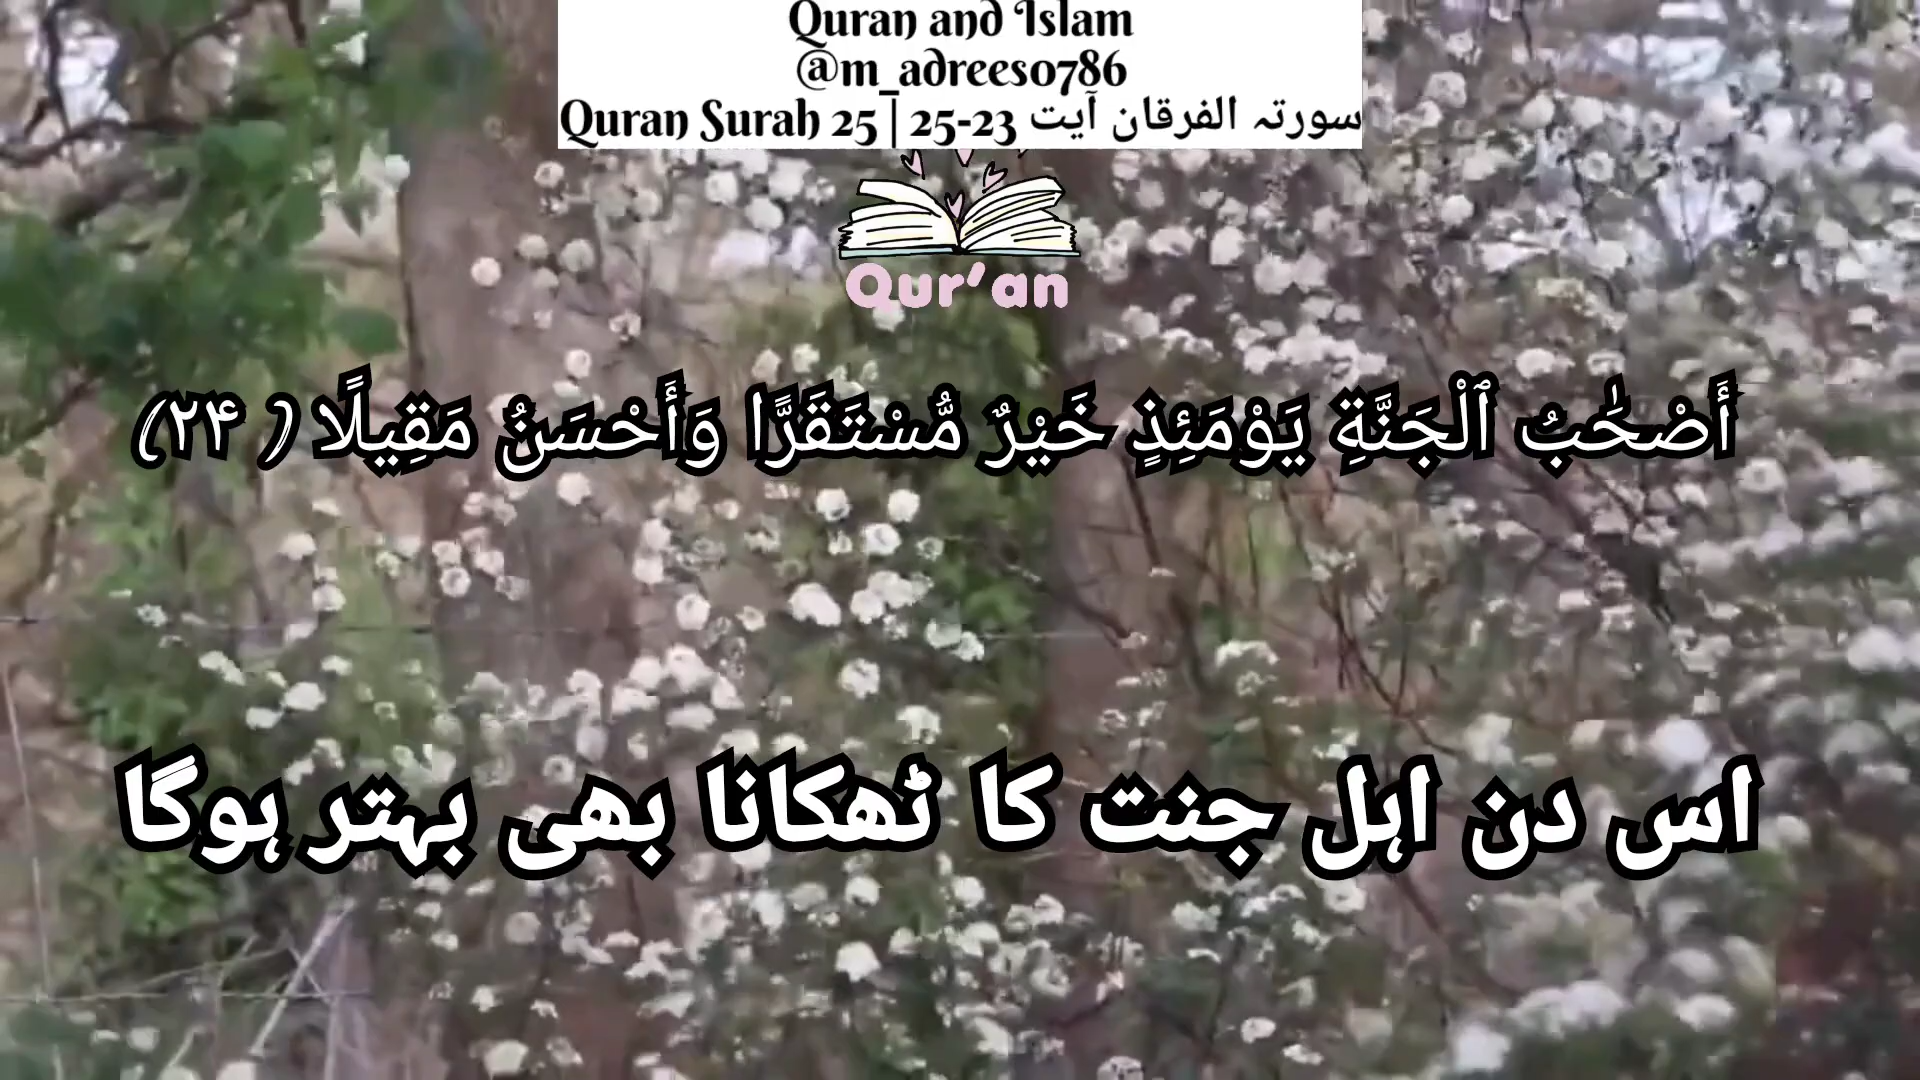 Quran and Islam
@m_adrees0786
Quran Surah 25 | 25-23 سورتہ الفرقان آیت
Qur'an
أَصْحَٰبُ ٱلْجَنَّةِ يَوْمَئِذٍ خَيْرٌ مُّسْتَقَرًّا وَأَحْسَنُ مَقِيلًا ( ۲۴)
اس دن اہل جنت کا ٹھکانا بھی بہتر ہوگا